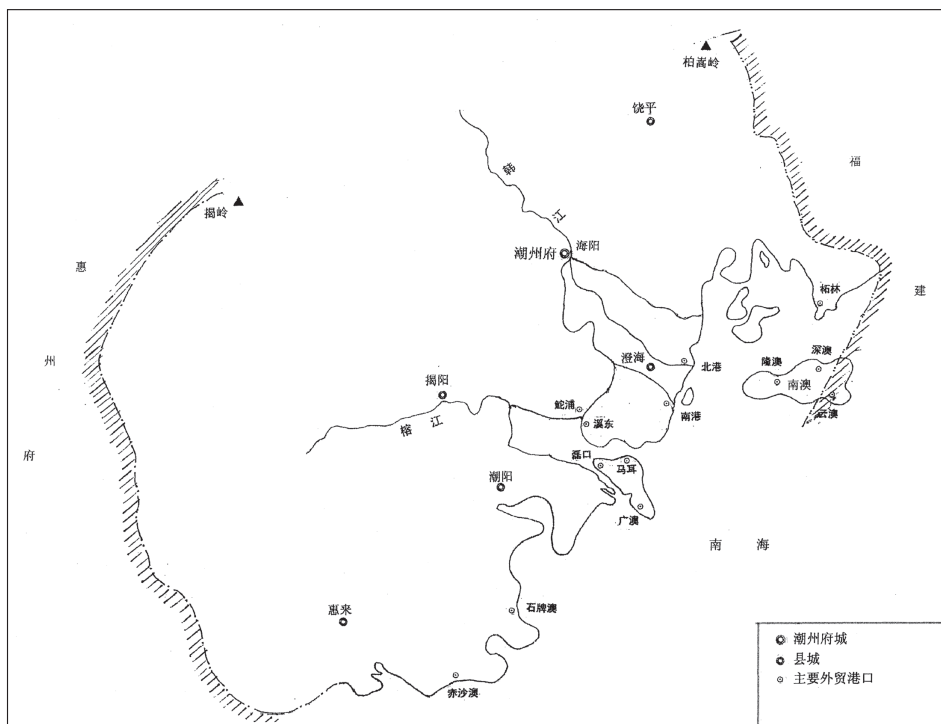 柏嵩岭
饶平
福
建
韩
江
揭岭
惠
州
府
潮州府
海阳
柘林
深澳
隆澳
南澳
云澳
澄海
北港
南港
揭阳
榕江
鮀浦
溪东
磊口
马耳
广澳
潮阳
南海
石牌澳
惠来
赤沙澳
潮州府城
县城
主要外贸港口